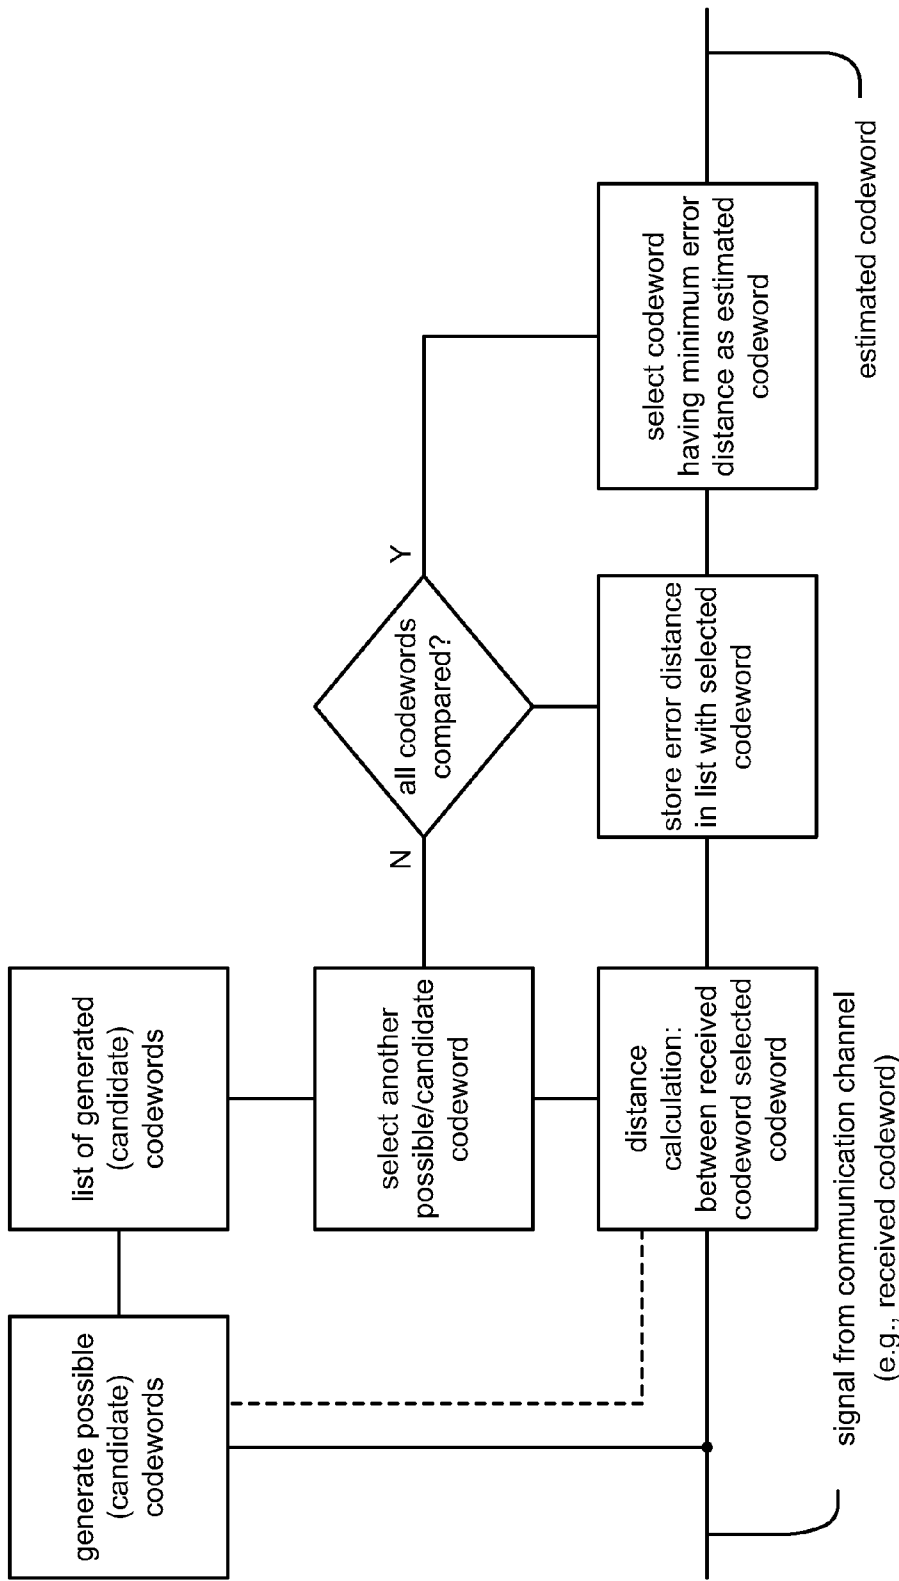 generate possible
(candidate)
codewords
list of generated
(candidate)
codewords
select another
possible/candidate
codeword
N
all codewords
compared?
Y
distance
calculation:
between received
codeword selected
codeword
store error distance
in list with selected
codeword
select codeword
having minimum error
distance as estimated
codeword
signal from communication channel
(e.g., received codeword)
estimated codeword